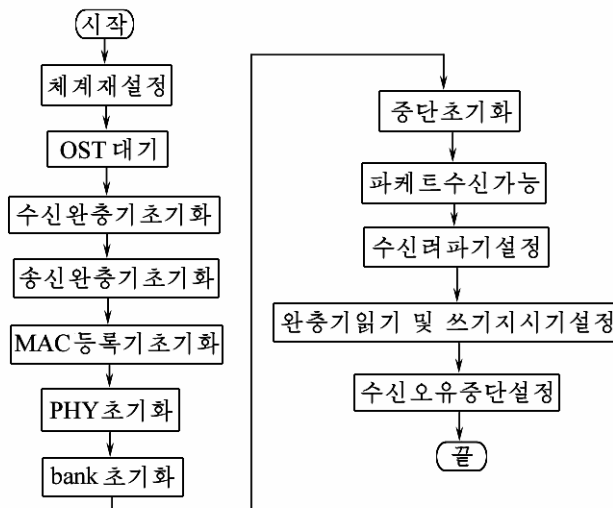 시작
체계재설정
OST 대기
수신완충기초기화
송신완충기초기화
MAC등록기초기화
PHY초기화
bank초기화
중단초기화
파케트수신가능
수신려파기설정
완충기읽기 및 쓰기지시기설정
수신오유중단설정
끝